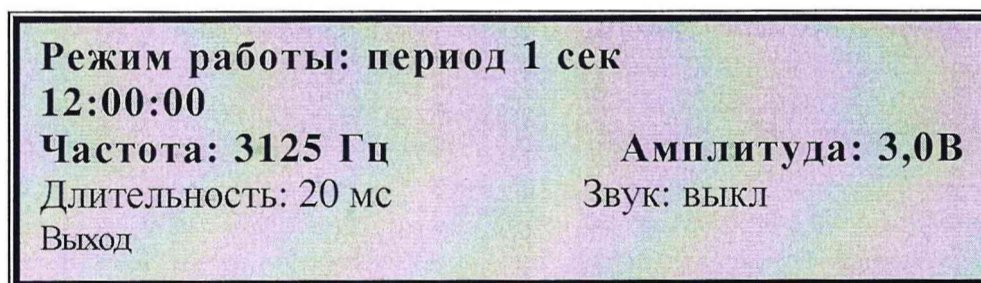 Режим работы: период 1 сек
12:00:00
Частота: 3125 Гц Амплитуда: 3,0В
Длительность: 20 мс Звук: выкл
Выход